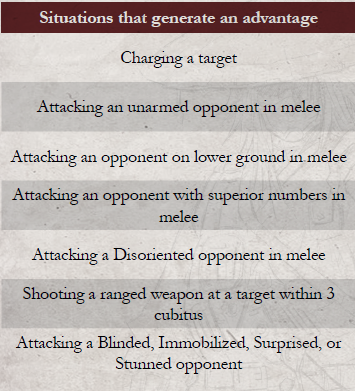 Situations that generate an advantage
Charging a target
Attacking an unarmed opponent in melee
Attacking an opponent on lower ground in melee
Attacking an opponent with superior numbers in
melee
Attacking a Disoriented opponent in melee
Shooting a ranged weapon at a target within 3
cubitus
Attacking a Blinded, Immobilized, Surprised, or
Stunned opponent